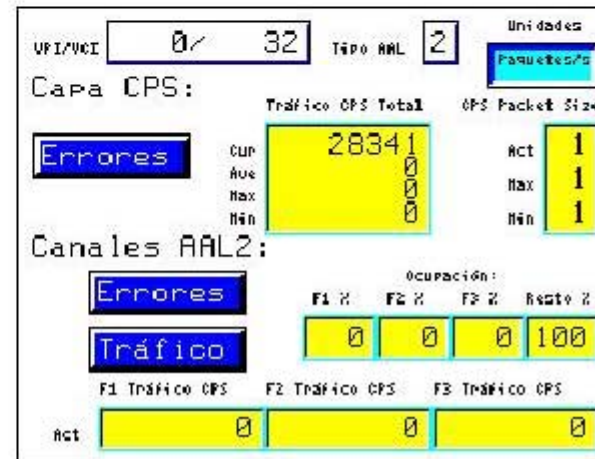 VPI/VCI 0/ 32 Tipo AAL 2 Unidades
Paquetes/s
Capa CPS:
Tráfico CPS Total CPS Packet Size
Errores
Cur 28341 Act 1
Ave 0
Max 0 Max 1
Min 0 Min 1
Canales AAL2:
Ocupación:
Errores
F1 % F2 % F3 % Resto %
0 0 0 100
Tráfico
F1 Tráfico CPS F2 Tráfico CPS F3 Tráfico CPS
Act 0 0 0